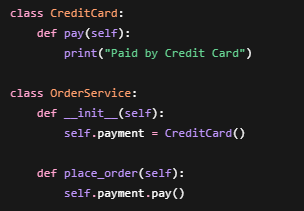 class CreditCard:
    def pay(self):
        print("Paid by Credit Card")

class OrderService:
    def __init__(self):
        self.payment = CreditCard()

    def place_order(self):
        self.payment.pay()